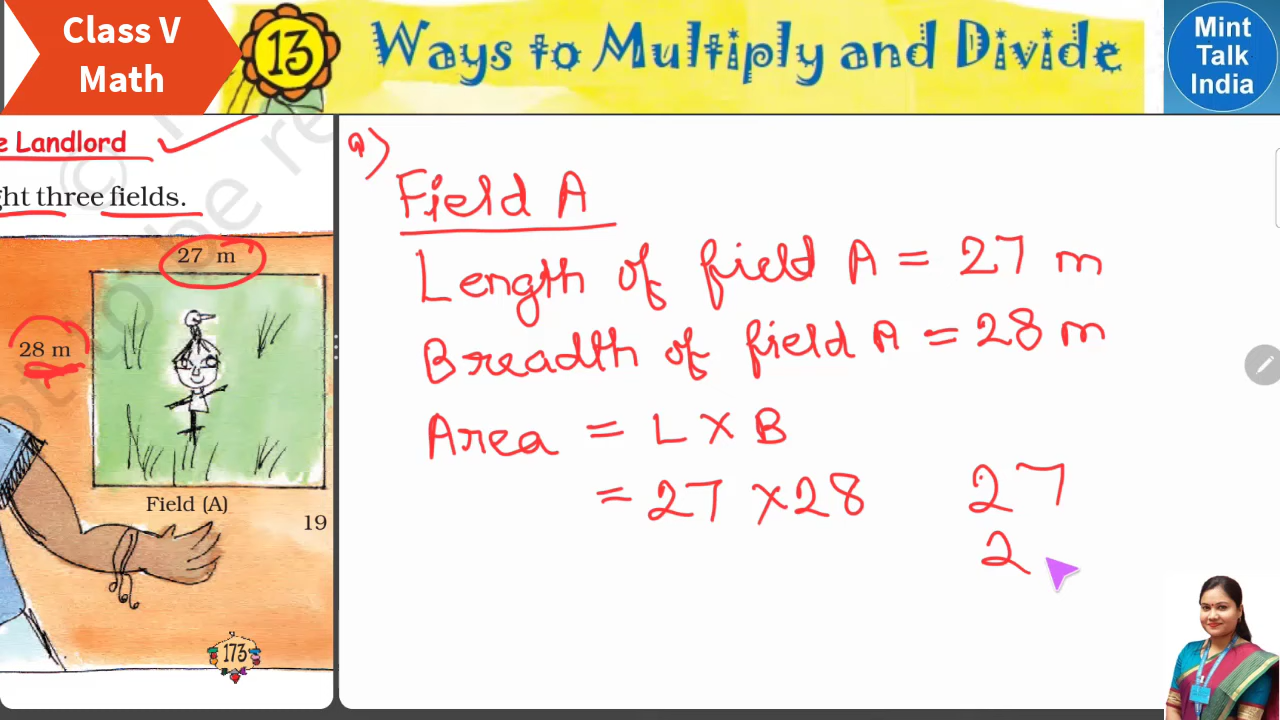 Class V
Math
13
Ways to Multiply and Divide
Mint
Talk
India
e Landlord
ght three fields.
27 m
28 m
Field (A)
19
173
a)
Field A
Length of field A = 27 m
Breadth of field A = 28 m
Area = L × B
= 27 × 28
27
2